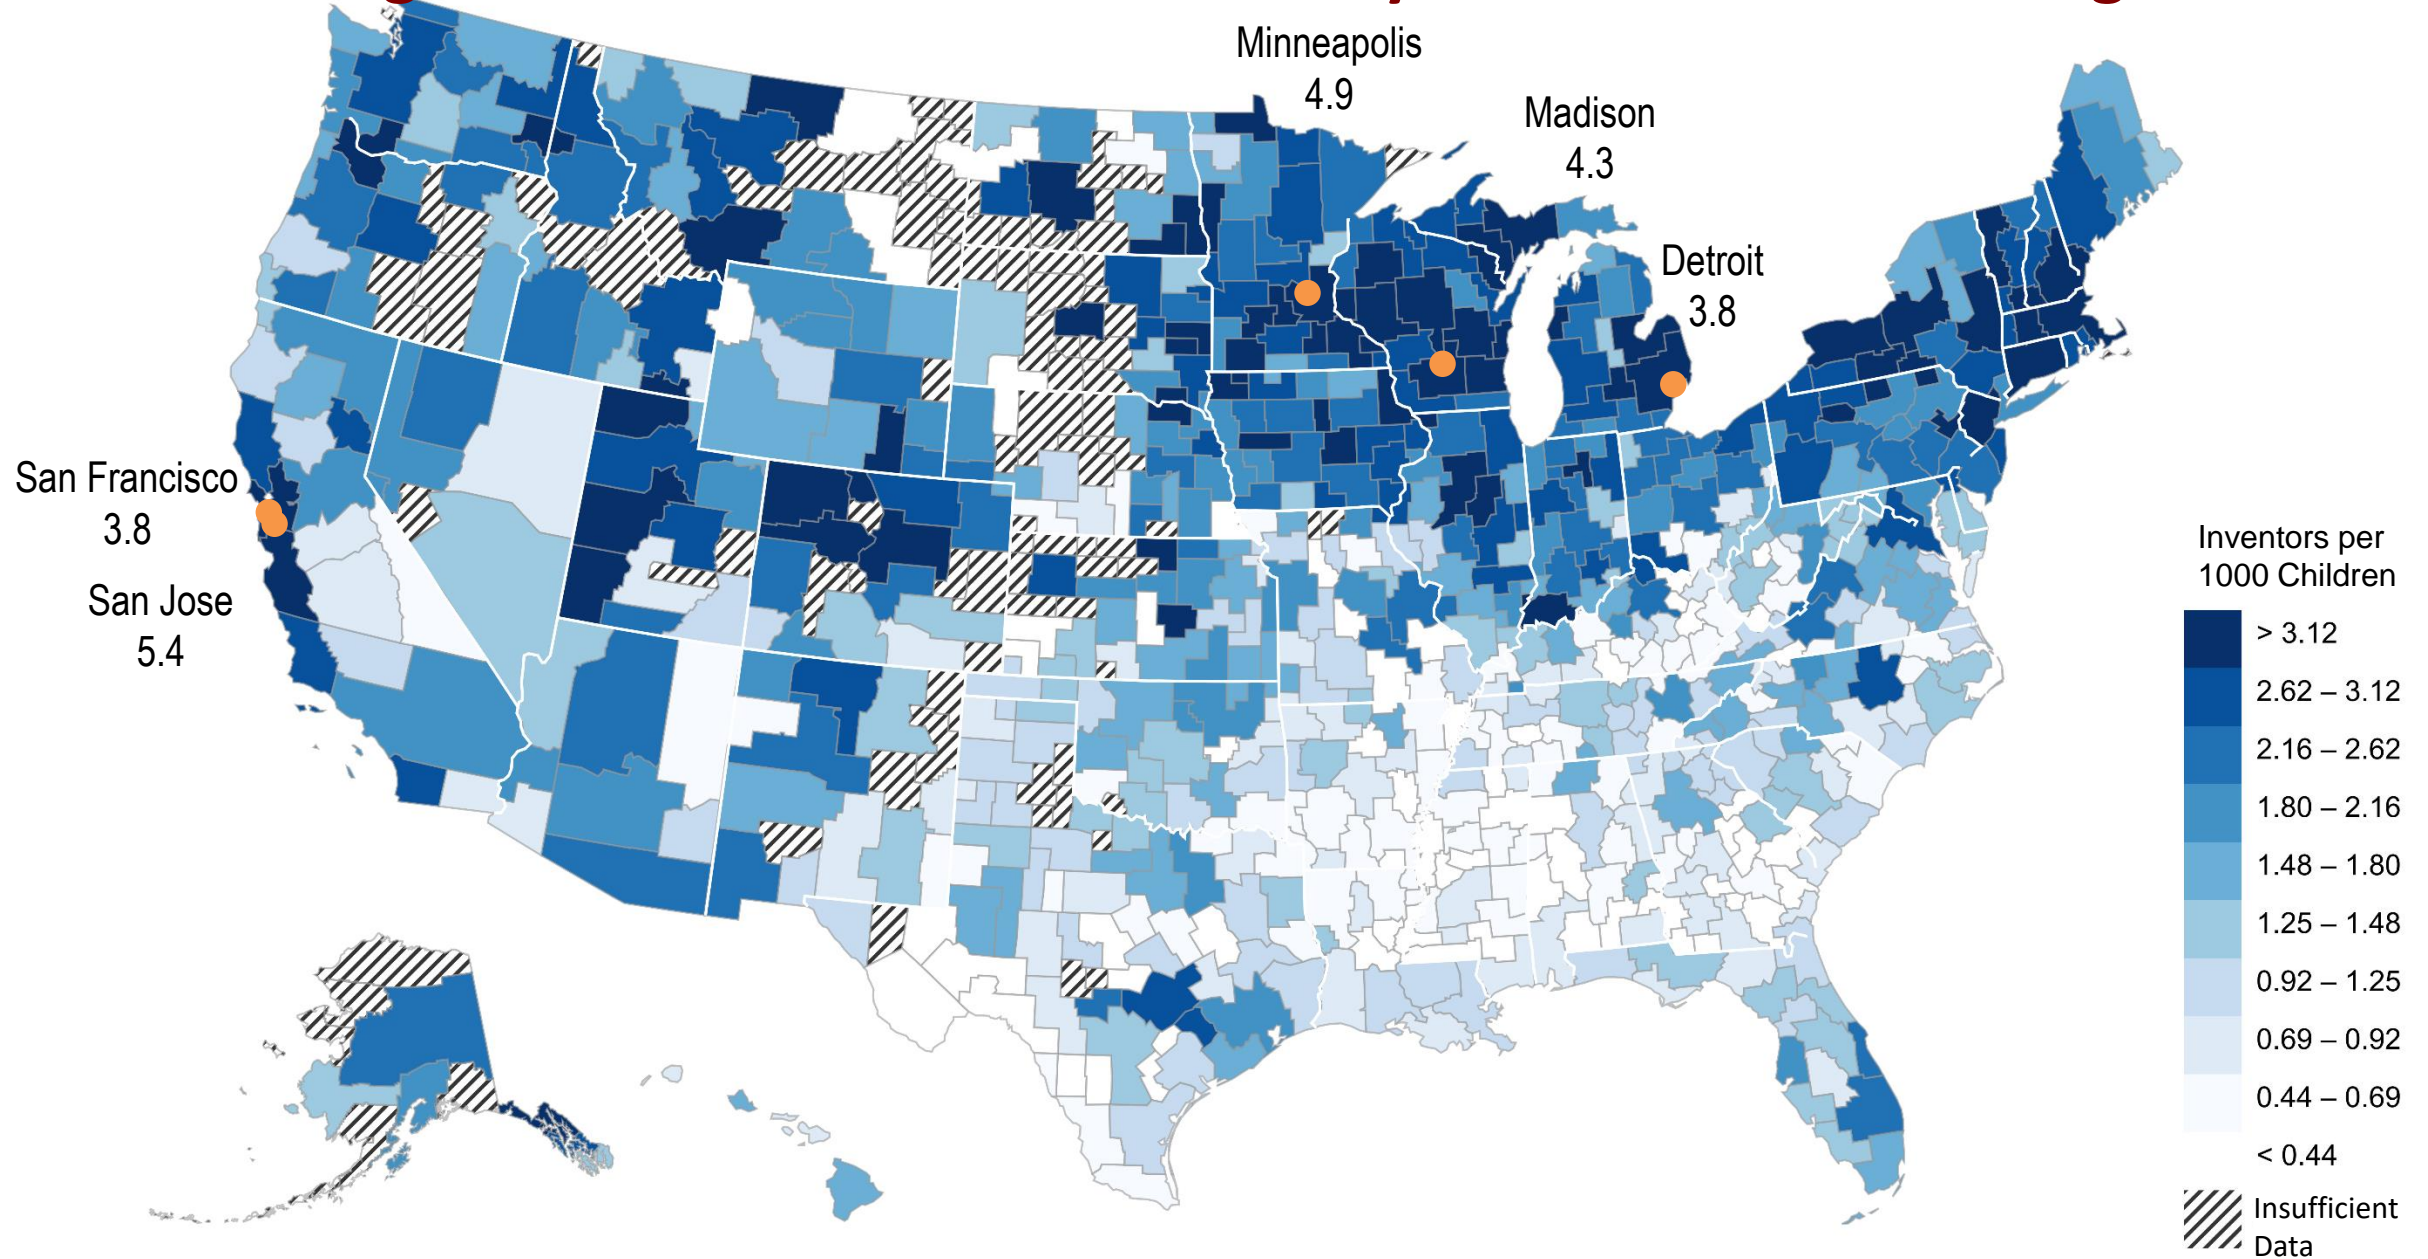 Minneapolis
4.9
Madison
4.3
Detroit
3.8
San Francisco
3.8
San Jose
5.4
Inventors per
1000 Children
> 3.12
2.62 – 3.12
2.16 – 2.62
1.80 – 2.16
1.48 – 1.80
1.25 – 1.48
0.92 – 1.25
0.69 – 0.92
0.44 – 0.69
< 0.44
Insufficient
Data